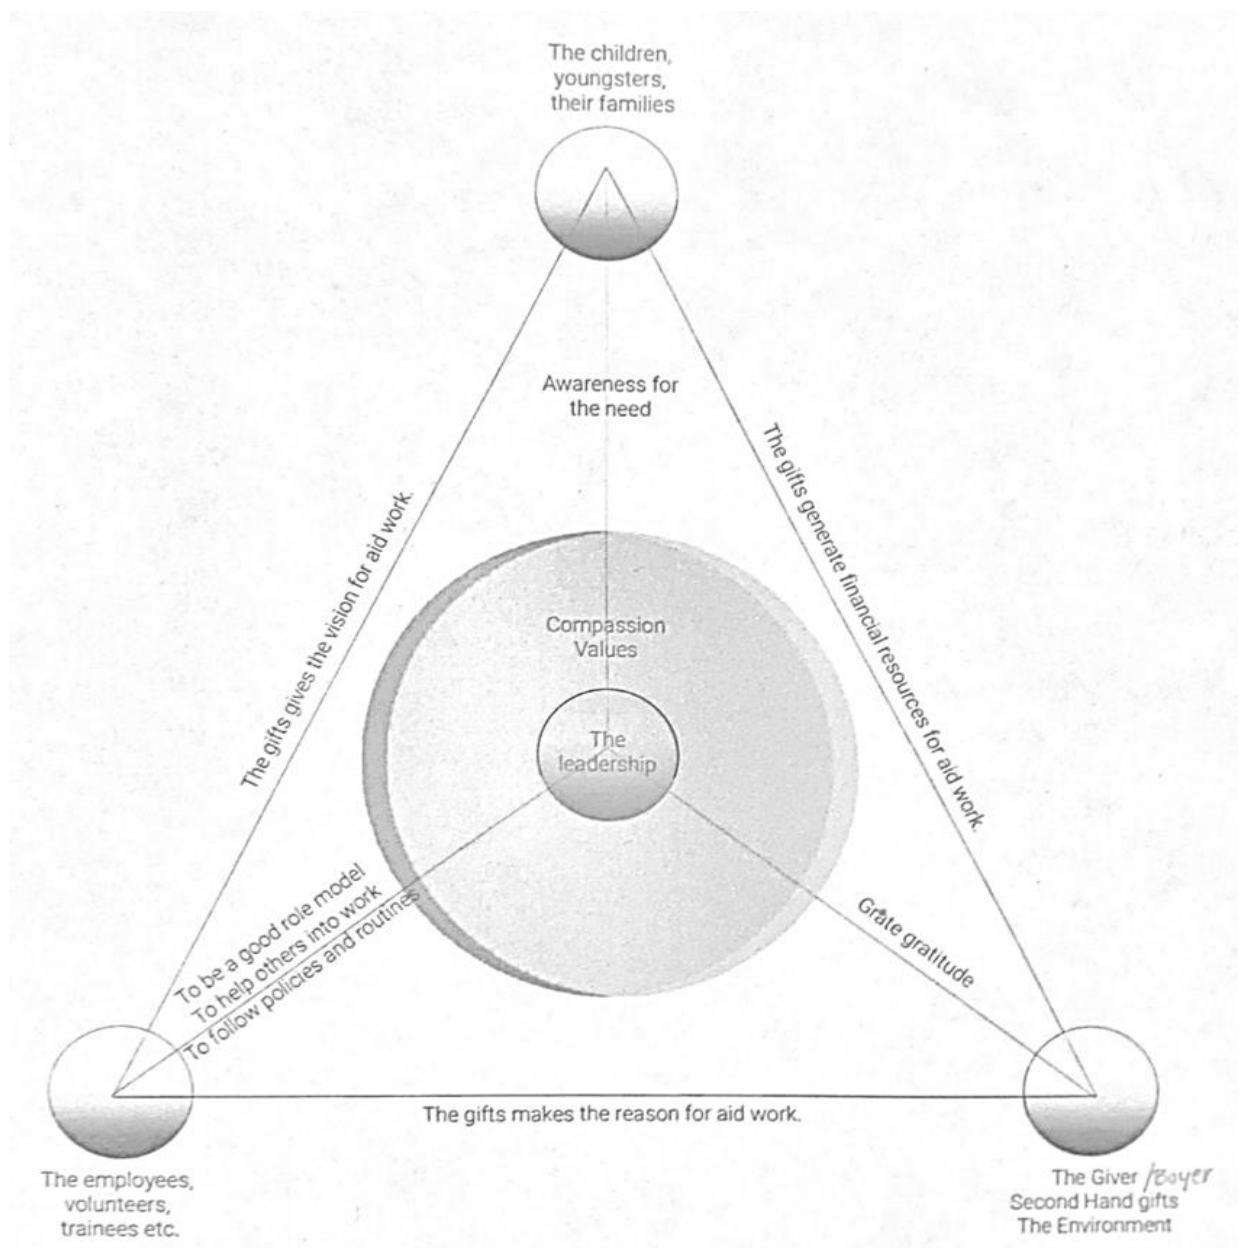 The children,
youngsters,
their families
Awareness for
the need
The gifts gives the vision for aid work.
The gifts generate financial resources for aid work.
Compassion
Values
The
leadership
To be a good role model
To help others into work
To follow policies and routines
Grate gratitude
The gifts makes the reason for aid work.
The employees,
volunteers,
trainees etc.
The Giver /Boyer
Second Hand gifts
The Environment